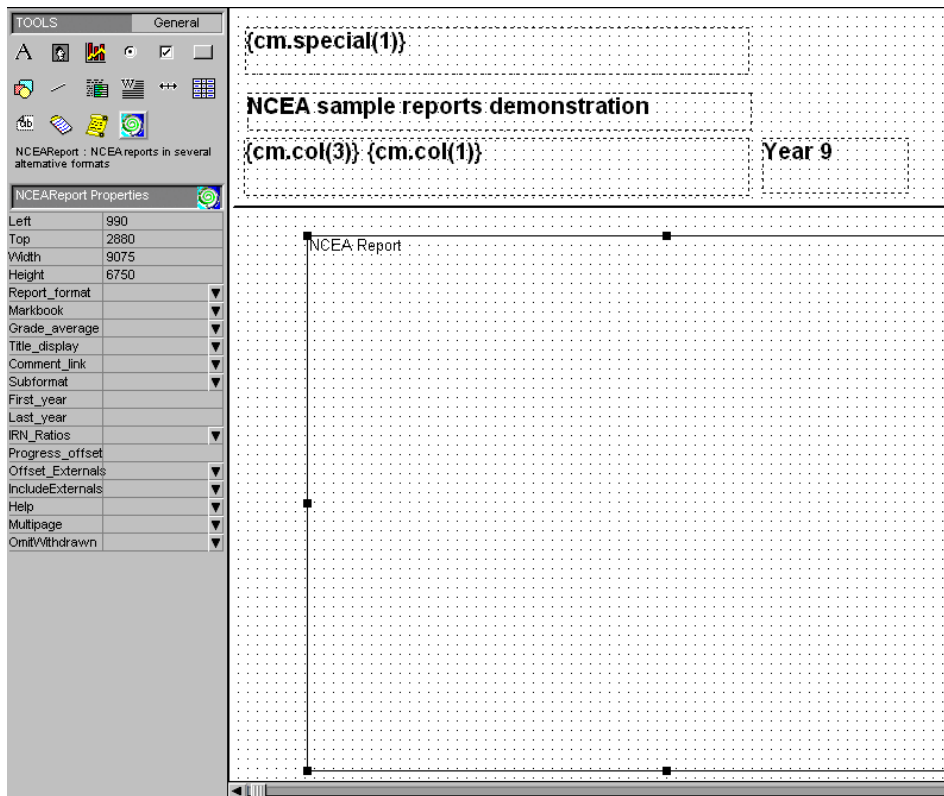 TOOLS General
A
W
ab
NCEAReport : NCEA reports in several
alternative formats
NCEAReport Properties
Left 990
Top 2880
Width 9075
Height 6750
Report_format
Markbook
Grade_average
Title_display
Comment_link
Subformat
First_year
Last_year
IRN_Ratios
Progress_offset
Offset_Externals
IncludeExternals
Help
Multipage
OmitWithdrawn
{cm.special(1)}
NCEA sample reports demonstration
{cm.col(3)} {cm.col(1)} Year 9
NCEA Report